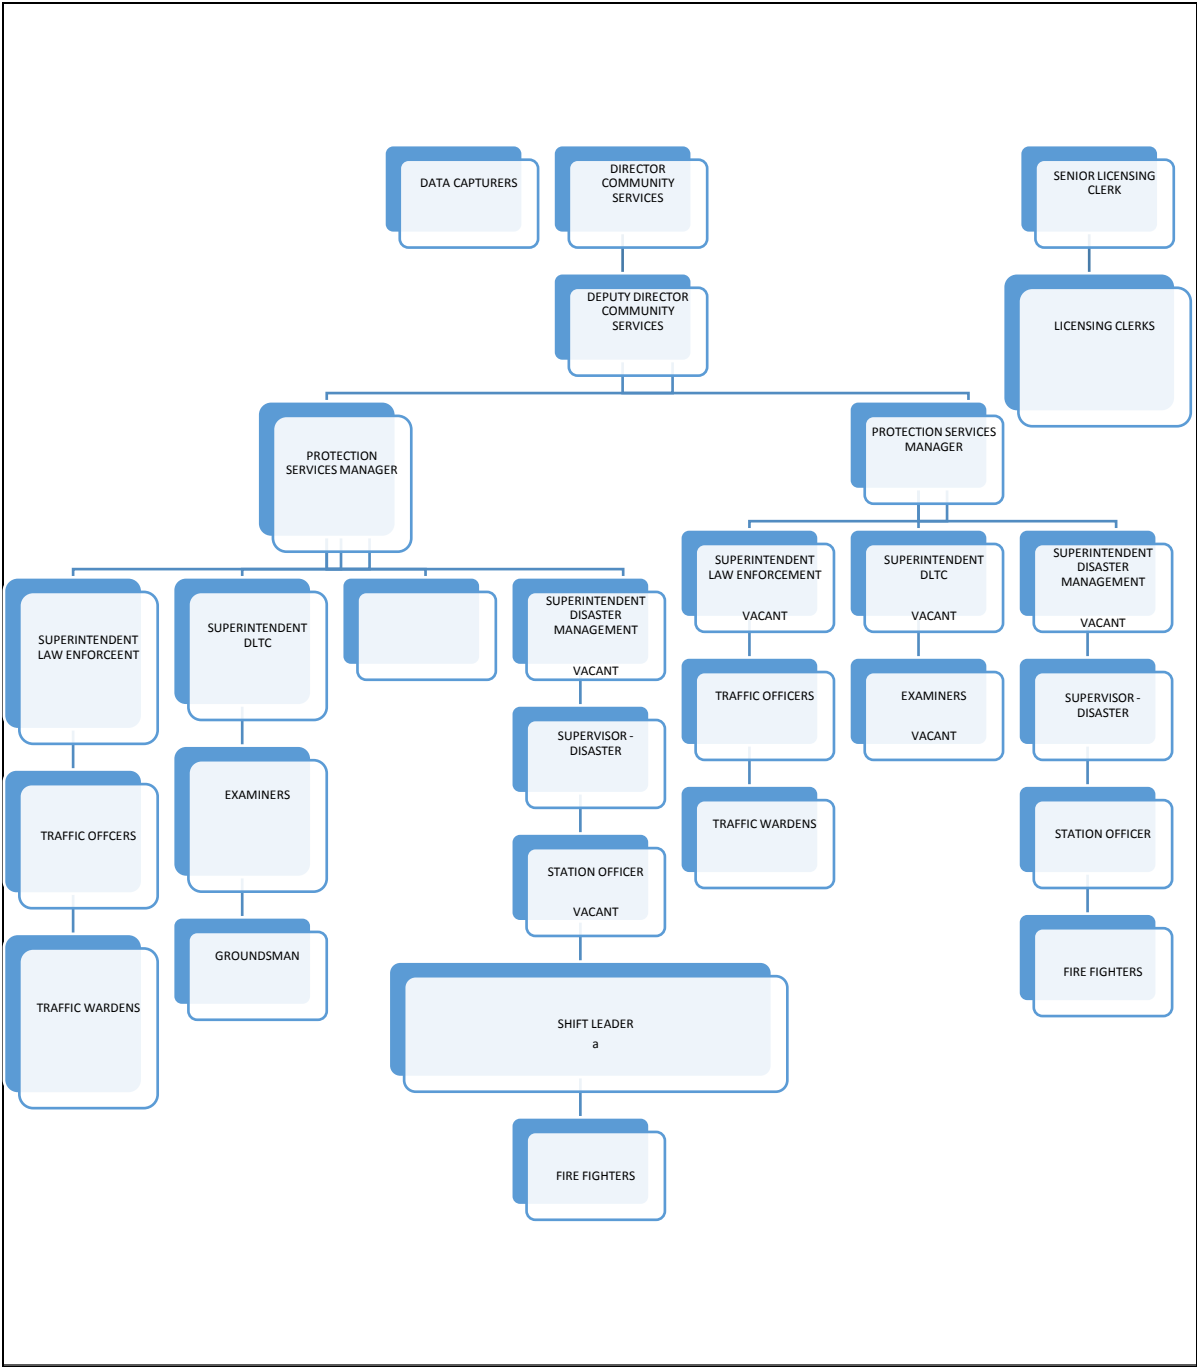 DATA CAPTURERS
DIRECTOR
COMMUNITY
SERVICES
SENIOR LICENSING
CLERK
DEPUTY DIRECTOR
COMMUNITY
SERVICES
LICENSING CLERKS
PROTECTION
SERVICES MANAGER
PROTECTION SERVICES
MANAGER
SUPERINTENDENT
LAW ENFORCEENT
SUPERINTENDENT
DLTC
SUPERINTENDENT
DISASTER
MANAGEMENT
VACANT
SUPERINTENDENT
LAW ENFORCEMENT
VACANT
SUPERINTENDENT
DLTC
VACANT
SUPERINTENDENT
DISASTER
MANAGEMENT
VACANT
TRAFFIC OFFCERS
EXAMINERS
SUPERVISOR -
DISASTER
TRAFFIC OFFICERS
EXAMINERS
VACANT
SUPERVISOR -
DISASTER
TRAFFIC WARDENS
GROUNDSMAN
STATION OFFICER
VACANT
TRAFFIC WARDENS
STATION OFFICER
SHIFT LEADER
a
FIRE FIGHTERS
FIRE FIGHTERS